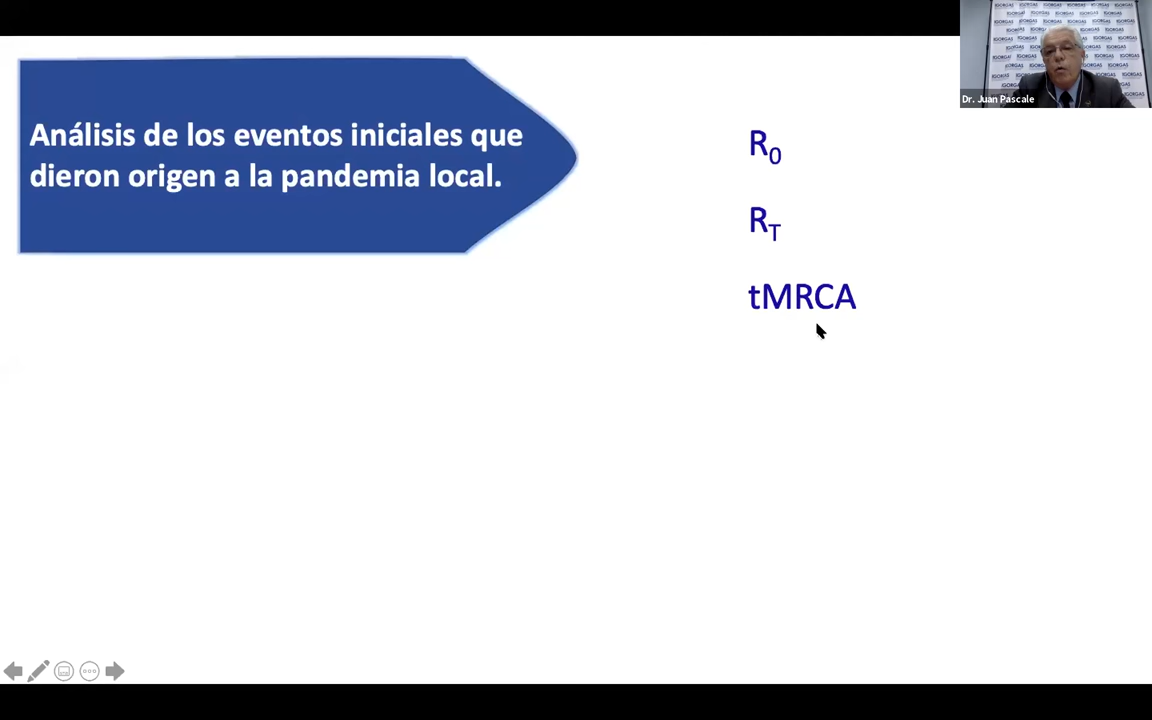 Análisis de los eventos iniciales que
dieron origen a la pandemia local.
R0
RT
tMRCA
Dr. Juan Pascale